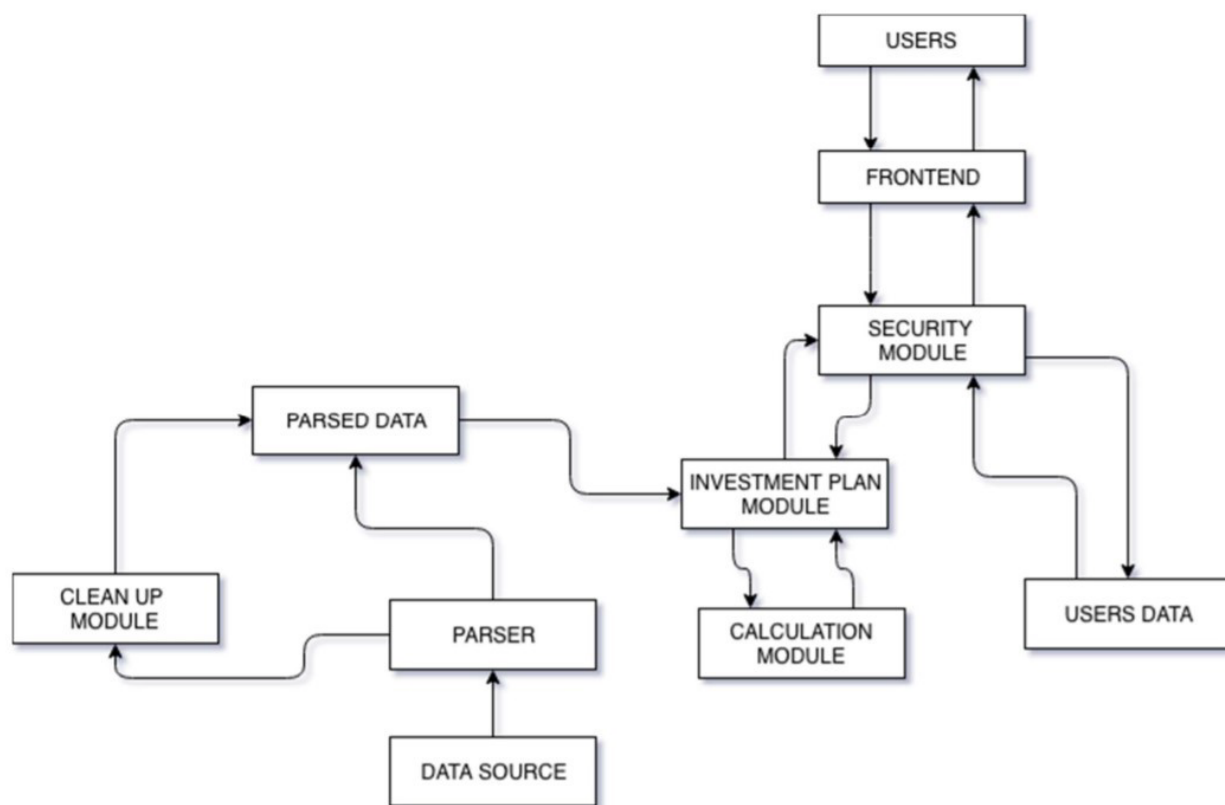 USERS
FRONTEND
SECURITY
MODULE
PARSED DATA
INVESTMENT PLAN
MODULE
CLEAN UP
MODULE
PARSER
CALCULATION
MODULE
USERS DATA
DATA SOURCE